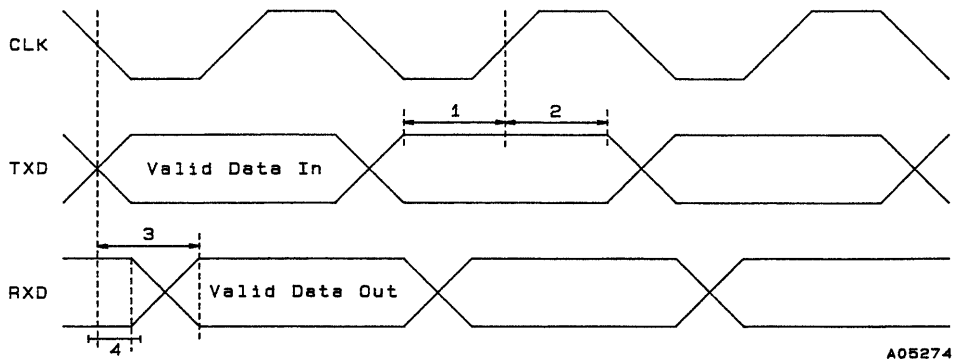 CLK
1
2
TXD
Valid Data In
3
RXD
Valid Data Out
4
A05274